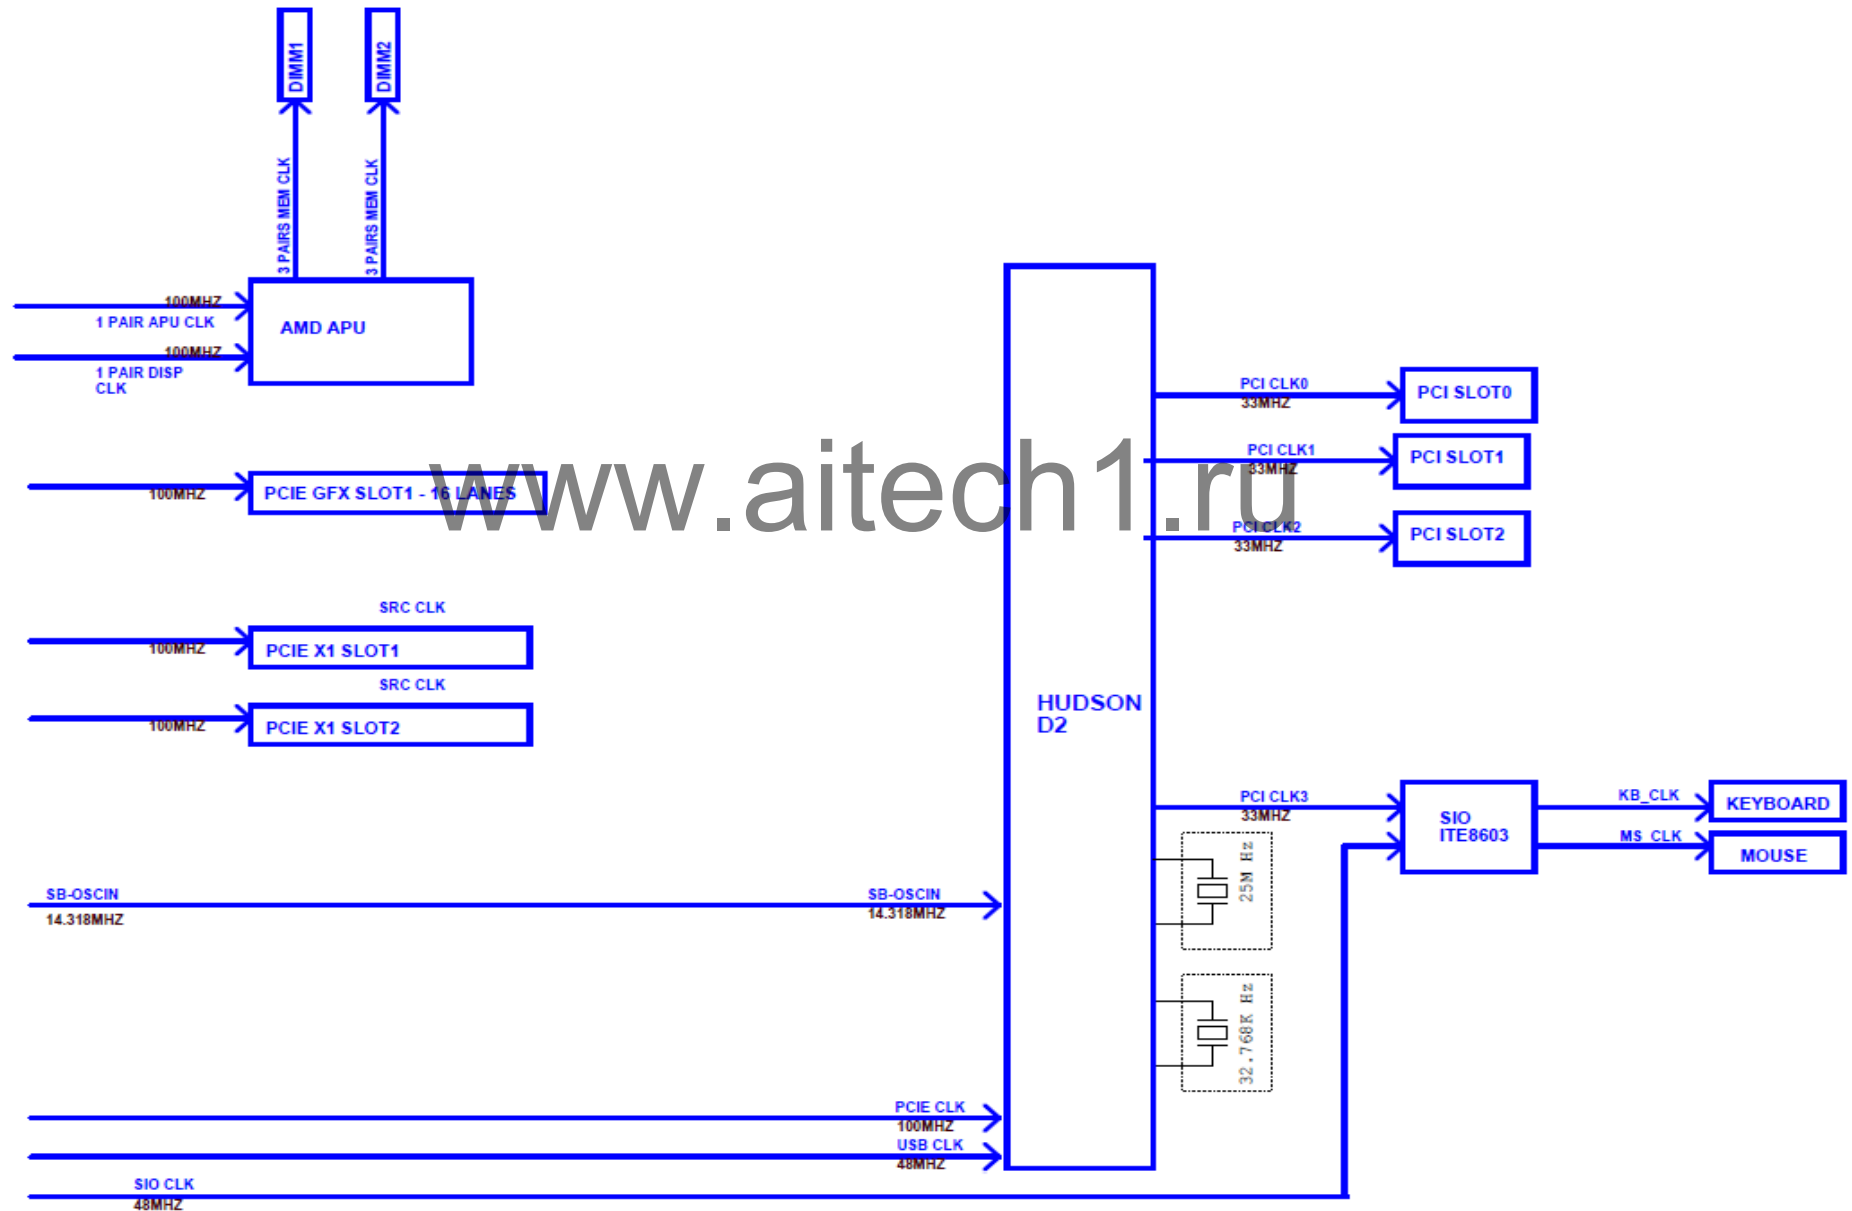 DIMM1
DIMM2
3 PAIRS MEM CLK
3 PAIRS MEM CLK
100MHZ
1 PAIR APU CLK
AMD APU
100MHZ
1 PAIR DISP
CLK
PCI CLK0
33MHZ
PCI SLOT0
PCI CLK1
33MHZ
PCI SLOT1
www.aitech1.ru
100MHZ
PCIE GFX SLOT1 - 16 LANES
PCI CLK2
33MHZ
PCI SLOT2
SRC CLK
100MHZ
PCIE X1 SLOT1
SRC CLK
100MHZ
PCIE X1 SLOT2
HUDSON
D2
PCI CLK3
33MHZ
SIO
ITE8603
KB_CLK
KEYBOARD
MS_CLK
MOUSE
25M Hz
SB-OSCIN
14.318MHZ
SB-OSCIN
14.318MHZ
32.768K Hz
PCIE CLK
100MHZ
USB CLK
48MHZ
SIO CLK
48MHZ